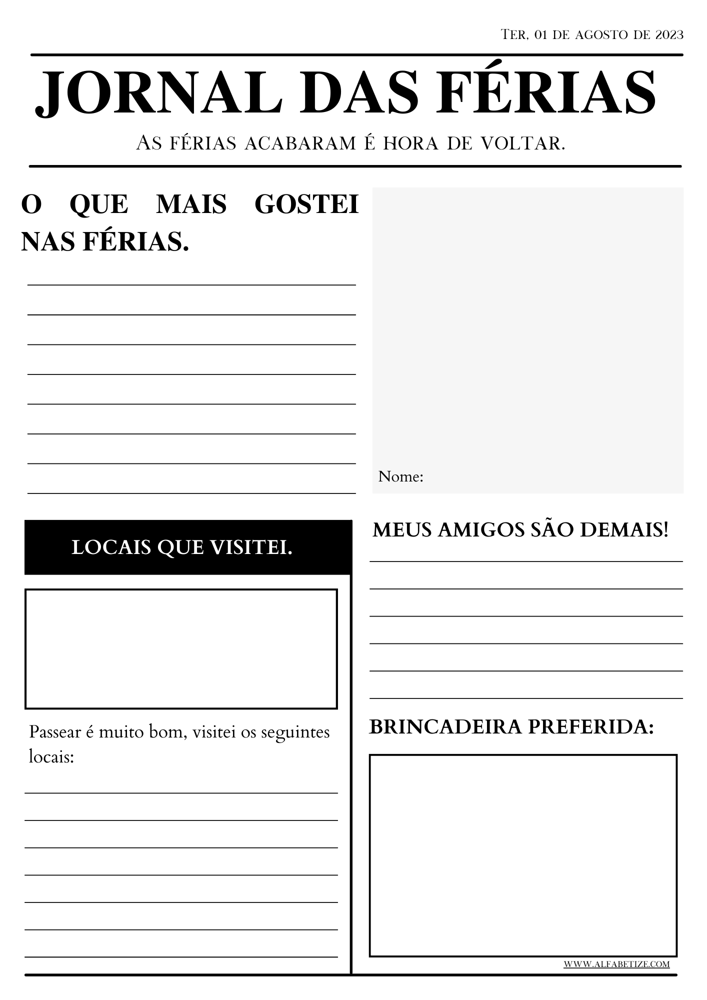 Ter, 01 de agosto de 2023
JORNAL DAS FÉRIAS
As férias acabaram é hora de voltar.
O QUE MAIS GOSTEI
NAS FÉRIAS.
Nome:
LOCAIS QUE VISITEI.
Passear é muito bom, visitei os seguintes
locais:
MEUS AMIGOS SÃO DEMAIS!
BRINCADEIRA PREFERIDA:
WWW.ALFABETIZE.COM